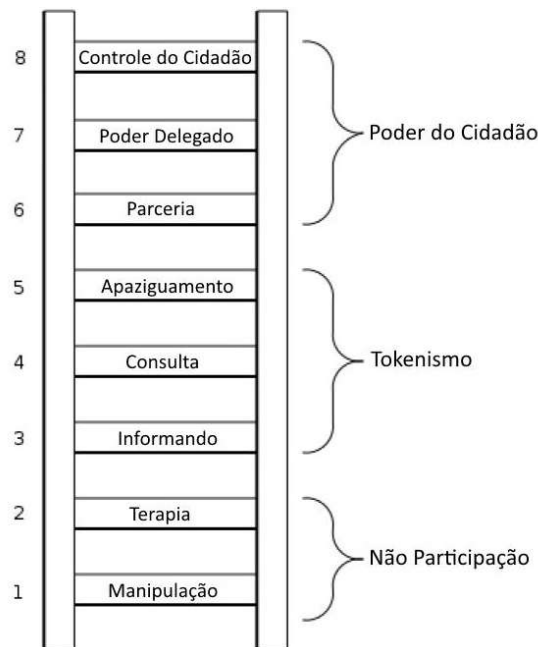 8 Controle do Cidadão
7 Poder Delegado
Poder do Cidadão
6 Parceria
5 Apaziguamento
4 Consulta
Tokenismo
3 Informando
2 Terapia
Não Participação
1 Manipulação